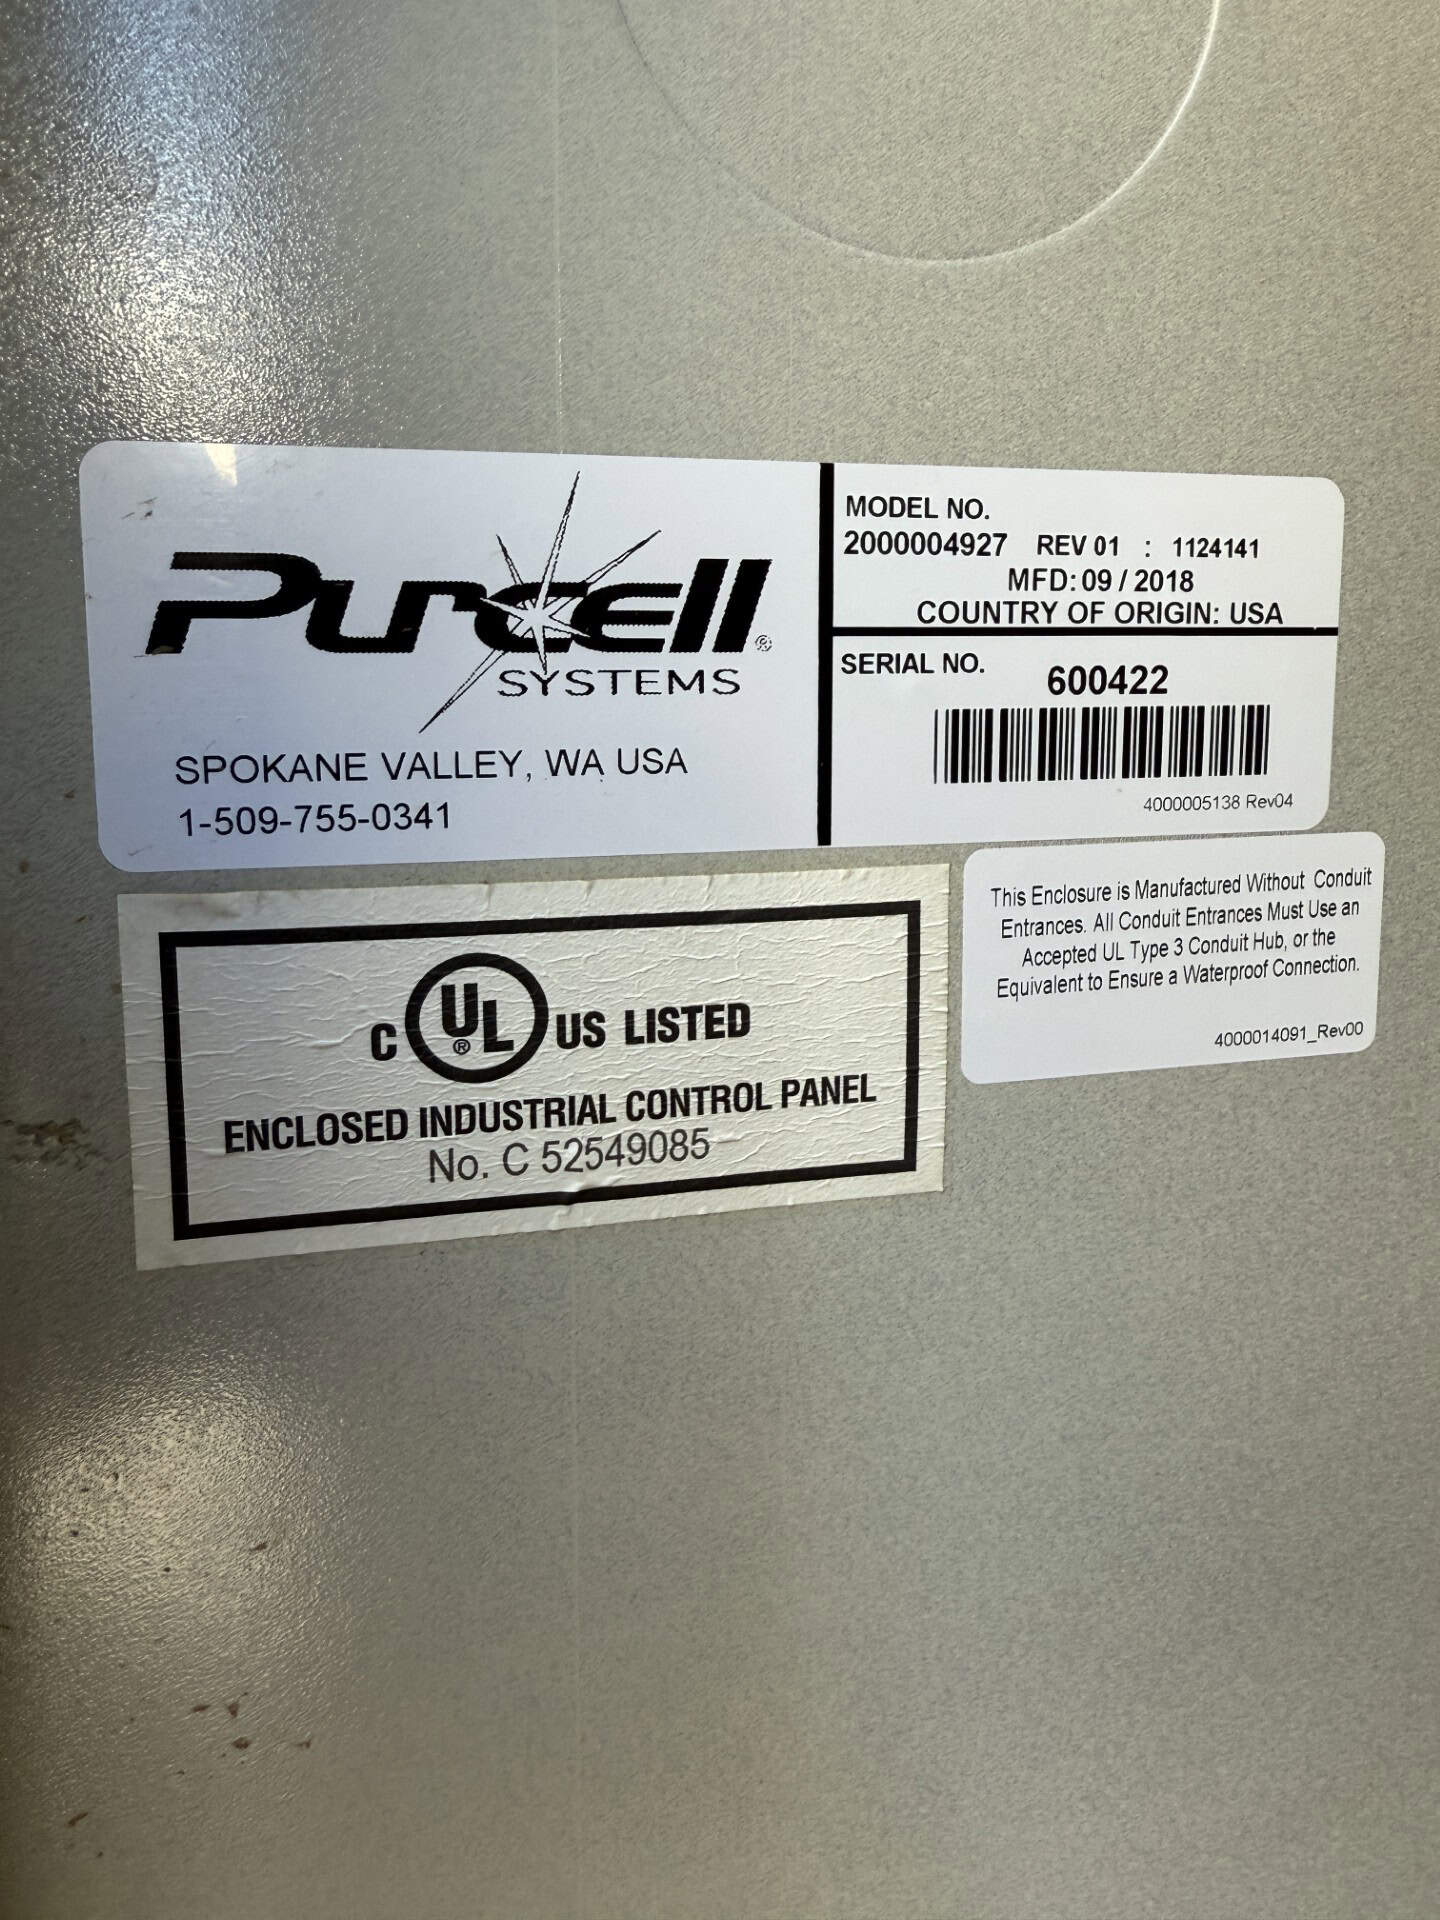 Purcell®
SYSTEMS
SPOKANE VALLEY, WA USA
1-509-755-0341
MODEL NO.
2000004927 REV 01 : 1124141
MFD: 09 / 2018
COUNTRY OF ORIGIN: USA
SERIAL NO. 600422
4000005138 Rev04
This Enclosure is Manufactured Without Conduit
Entrances. All Conduit Entrances Must Use an
Accepted UL Type 3 Conduit Hub, or the
Equivalent to Ensure a Waterproof Connection.
4000014091_Rev00
C UL® US LISTED
ENCLOSED INDUSTRIAL CONTROL PANEL
No. C 52549085